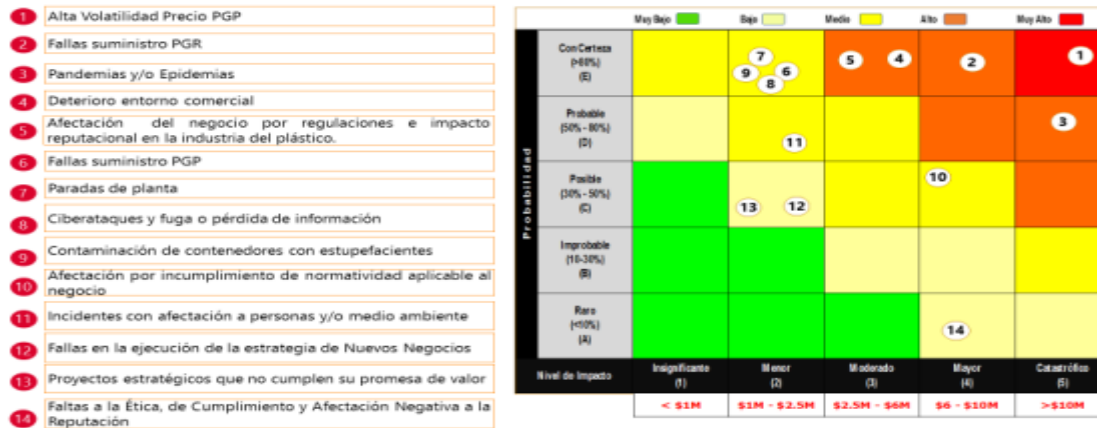 1 Alta Volatilidad Precio PGP
2 Fallas suministro PGR
3 Pandemias y/o Epidemias
4 Deterioro entorno comercial
5 Afectación del negocio por regulaciones e impacto
reputacional en la industria del plástico.
6 Fallas suministro PGP
7 Paradas de planta
8 Ciberataques y fuga o pérdida de información
9 Contaminación de contenedores con estupefacientes
10 Afectación por incumplimiento de normatividad aplicable al
negocio
11 Incidentes con afectación a personas y/o medio ambiente
12 Fallas en la ejecución de la estrategia de Nuevos Negocios
13 Proyectos estratégicos que no cumplen su promesa de valor
14 Faltas a la Ética, de Cumplimiento y Afectación Negativa a la
Reputación
Muy Bajo Bajo Medio Alto Muy Alto
Probabilidad
Con Certeza
(>80%)
(E)
7 9 6 8 5 4 2 1
Probable
(50% - 80%)
(D)
11 3
Posible
(30% - 50%)
(C)
13 12 10
Improbable
(10-30%)
(B)
Raro
(<10%)
(A)
14
Nivel de Impacto
Insignificante
(1)
Menor
(2)
Moderado
(3)
Mayor
(4)
Catastrófico
(5)
< $1M $1M - $2.5M $2.5M - $6M $6 - $10M >$10M